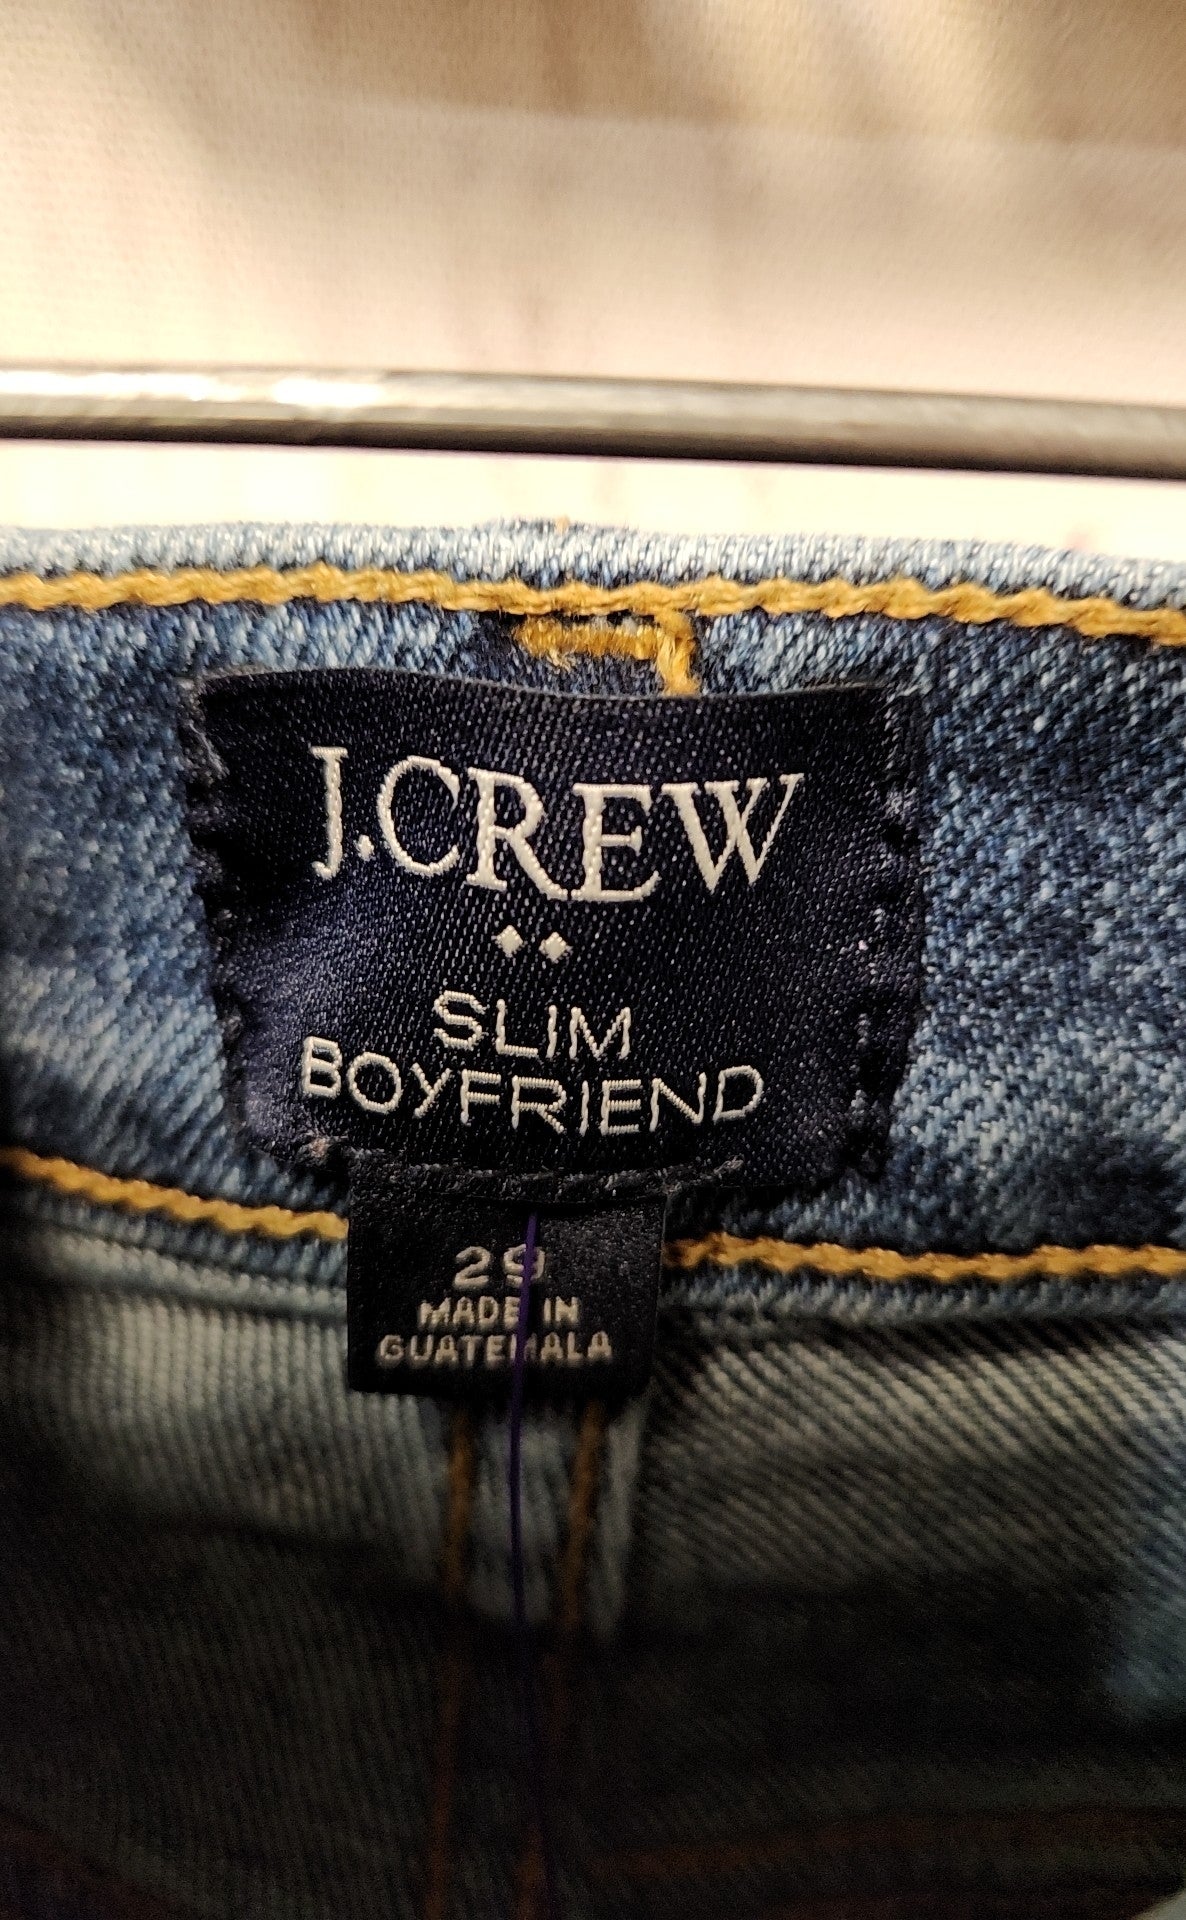 J.CREW
SLIM
BOYFRIEND
29
MADE IN
GUATEMALA